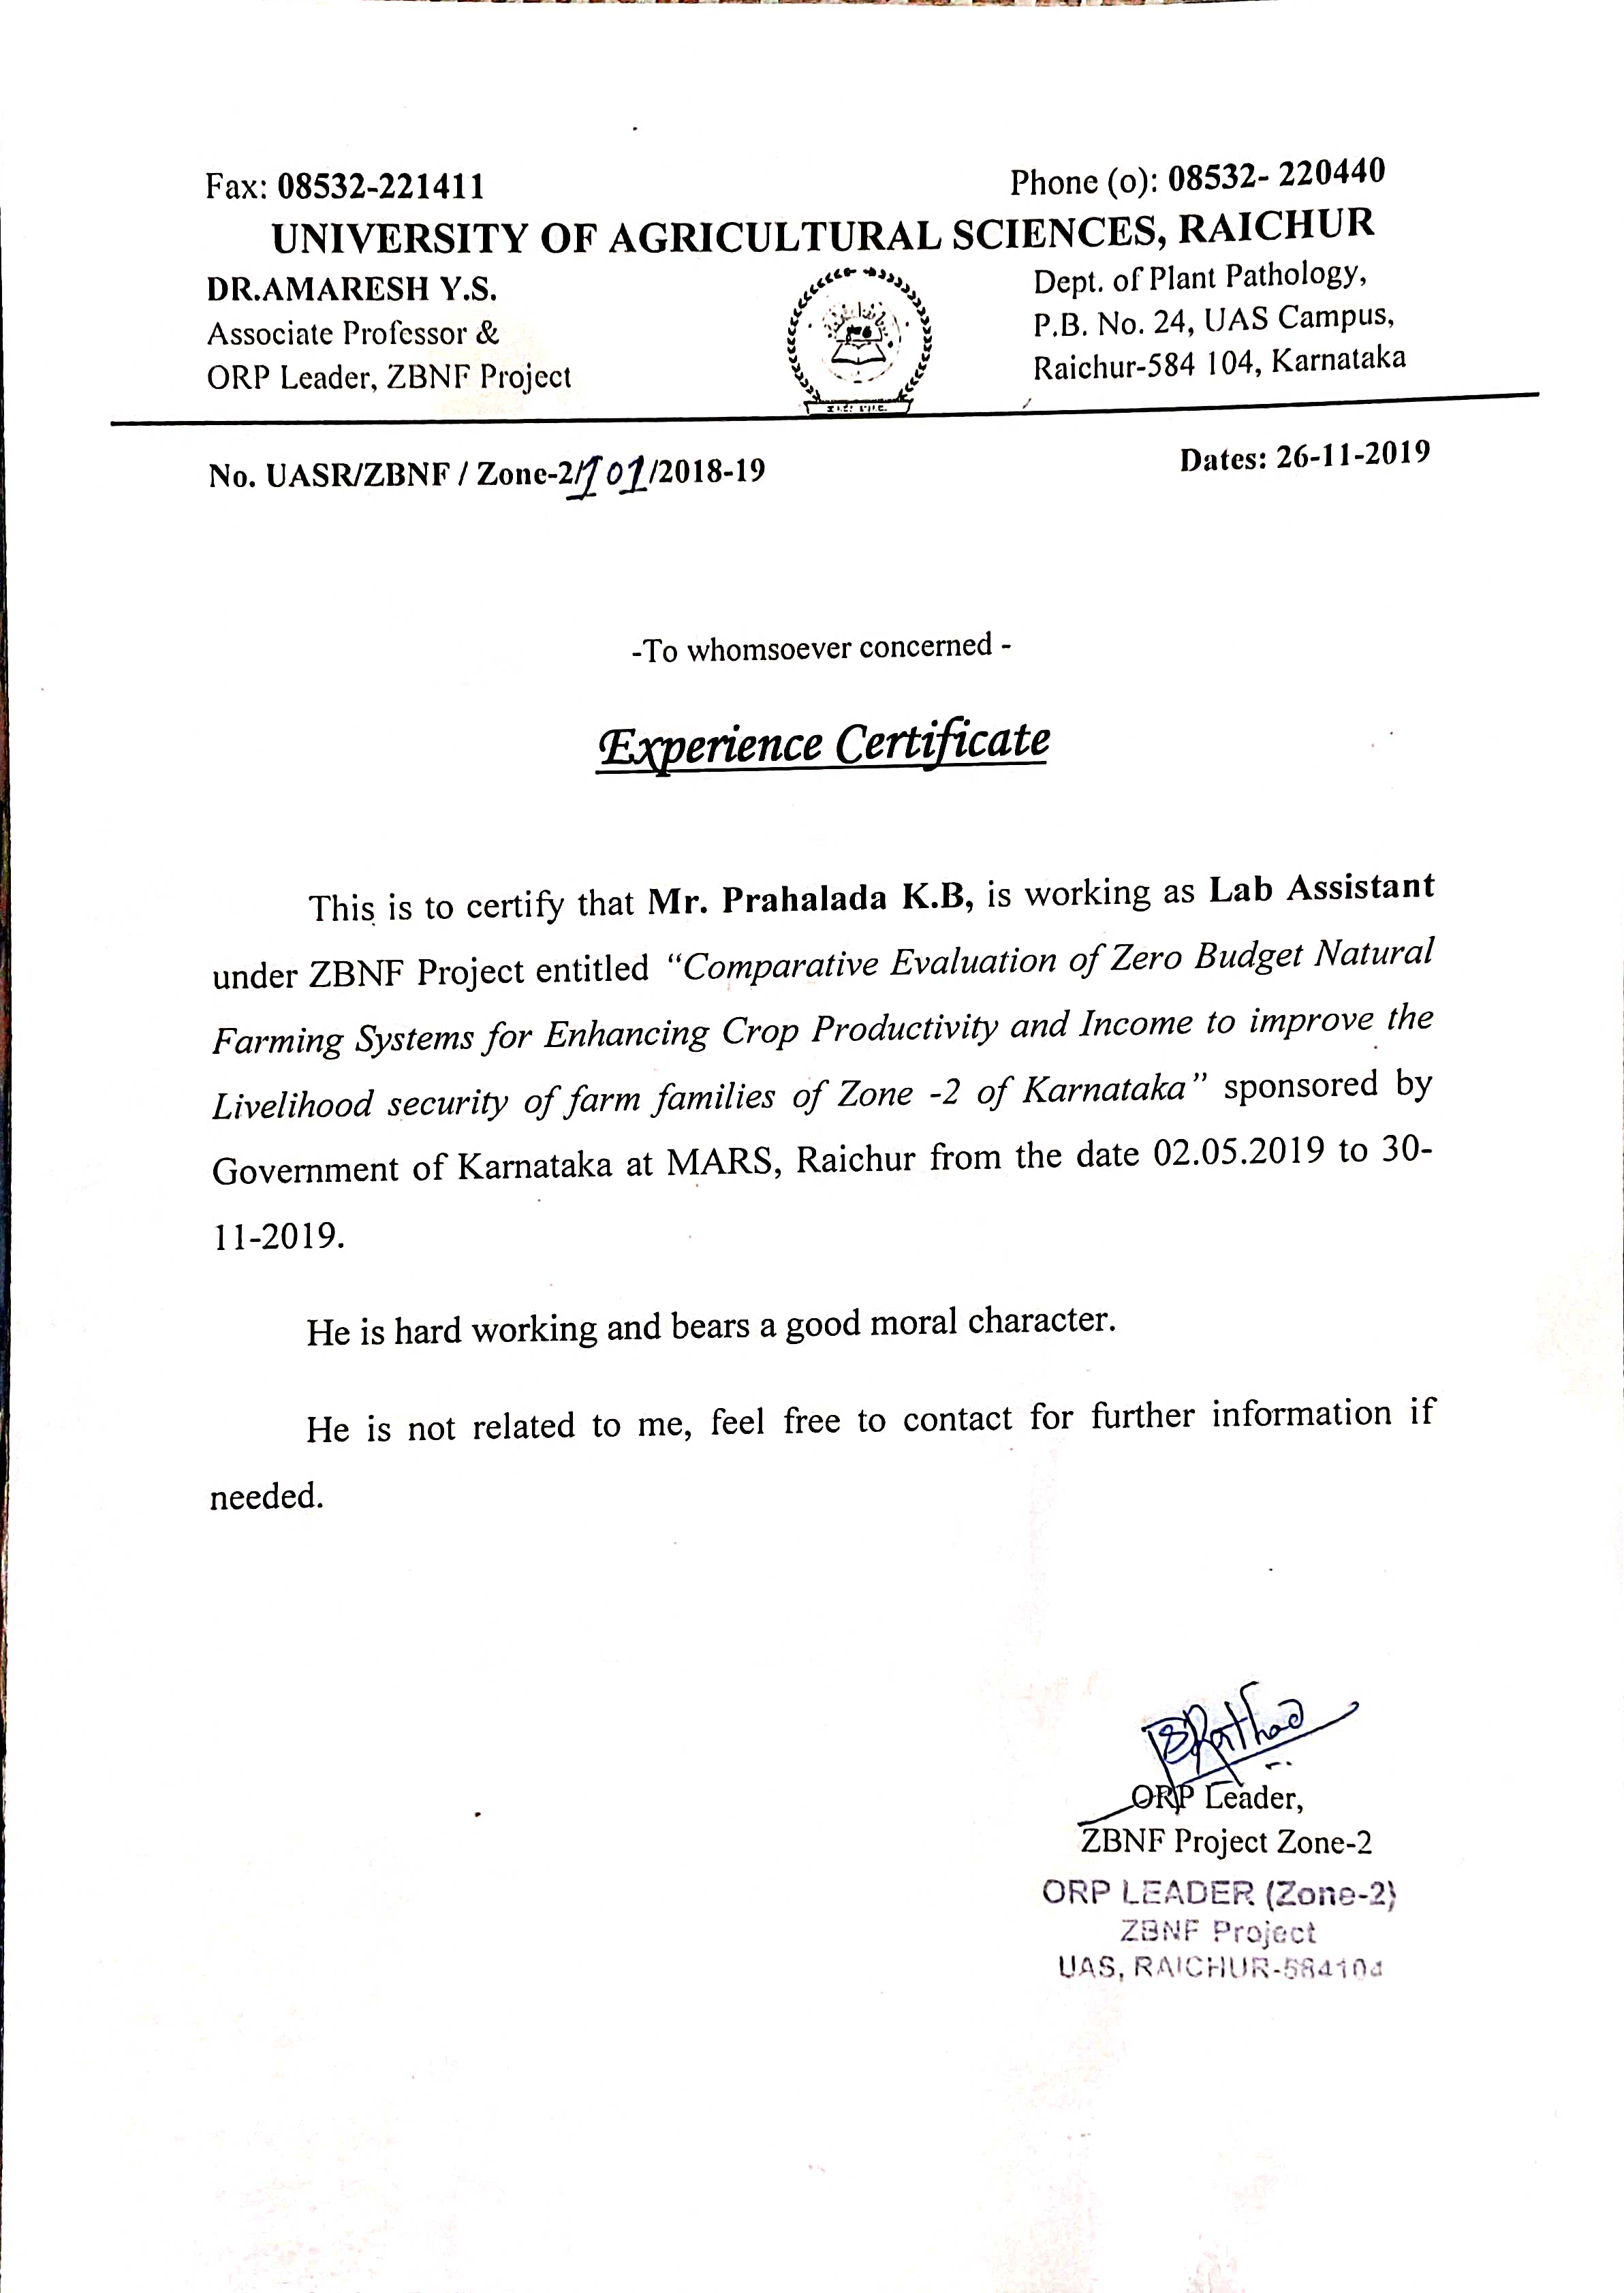 Fax: 08532-221411
Phone (o): 08532- 220440
UNIVERSITY OF AGRICULTURAL SCIENCES, RAICHUR
DR.AMARESH Y.S.
Associate Professor &
ORP Leader, ZBNF Project
Dept. of Plant Pathology,
P.B. No. 24, UAS Campus,
Raichur-584 104, Karnataka
No. UASR/ZBNF / Zone-2/101/2018-19
Dates: 26-11-2019
-To whomsoever concerned -
Experience Certificate
This is to certify that Mr. Prahalada K.B, is working as Lab Assistant
under ZBNF Project entitled “Comparative Evaluation of Zero Budget Natural
Farming Systems for Enhancing Crop Productivity and Income to improve the
Livelihood security of farm families of Zone -2 of Karnataka” sponsored by
Government of Karnataka at MARS, Raichur from the date 02.05.2019 to 30-
11-2019.
He is hard working and bears a good moral character.
He is not related to me, feel free to contact for further information if
needed.
ORP Leader,
ZBNF Project Zone-2
ORP LEADER (Zone-2)
ZBNF Project
UAS, RAICHUR-584104